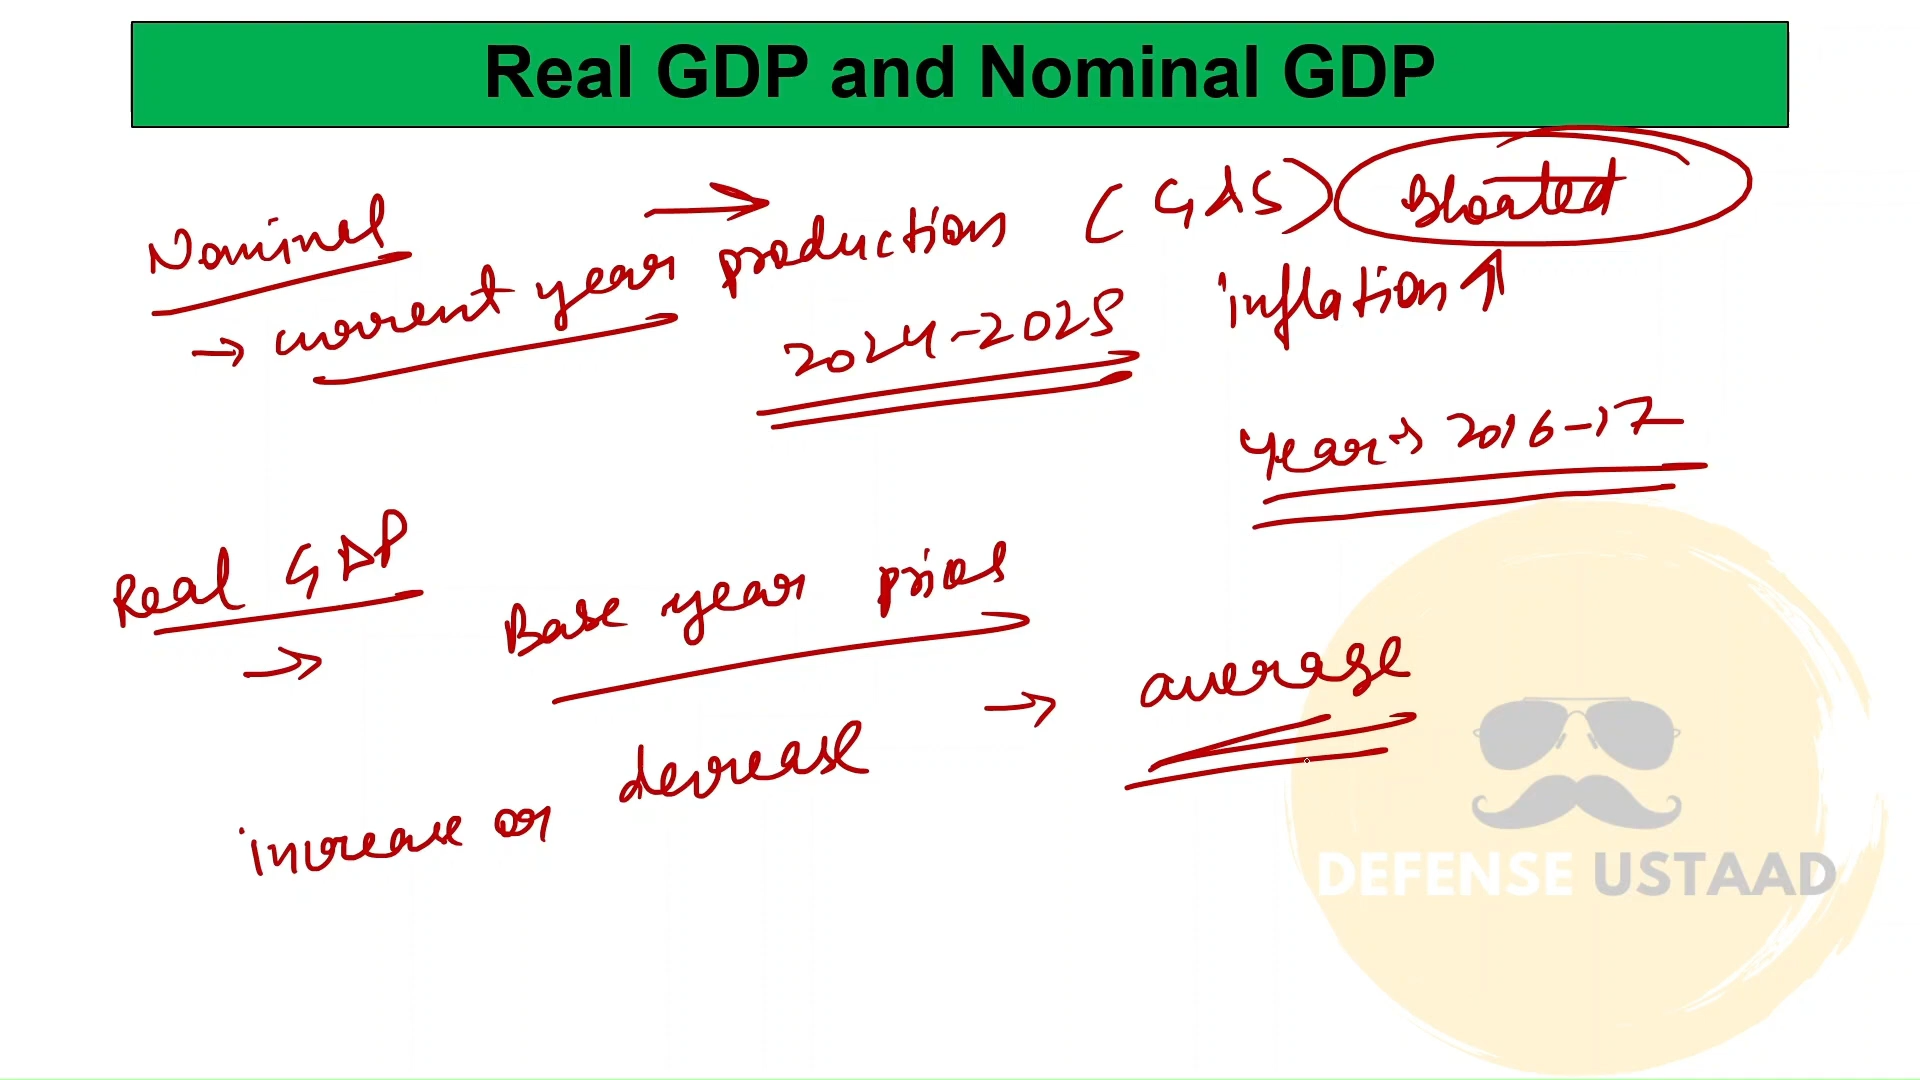 Real GDP and Nominal GDP
Nominal
→ current year production (G&S) Bloated
2024-2025 inflation ↑
Year → 2016-17
Real GDP
→ Base year prices
increase or decrease → average
DEFENSE USTAAD